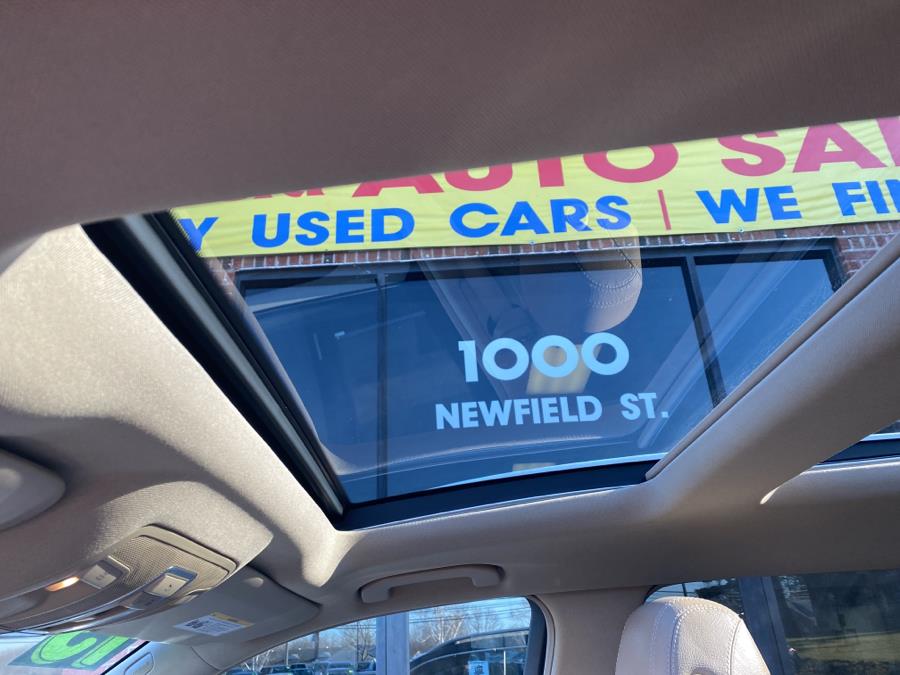 AUTO SA
Y USED CARS | WE FI
1000
NEWFIELD ST.